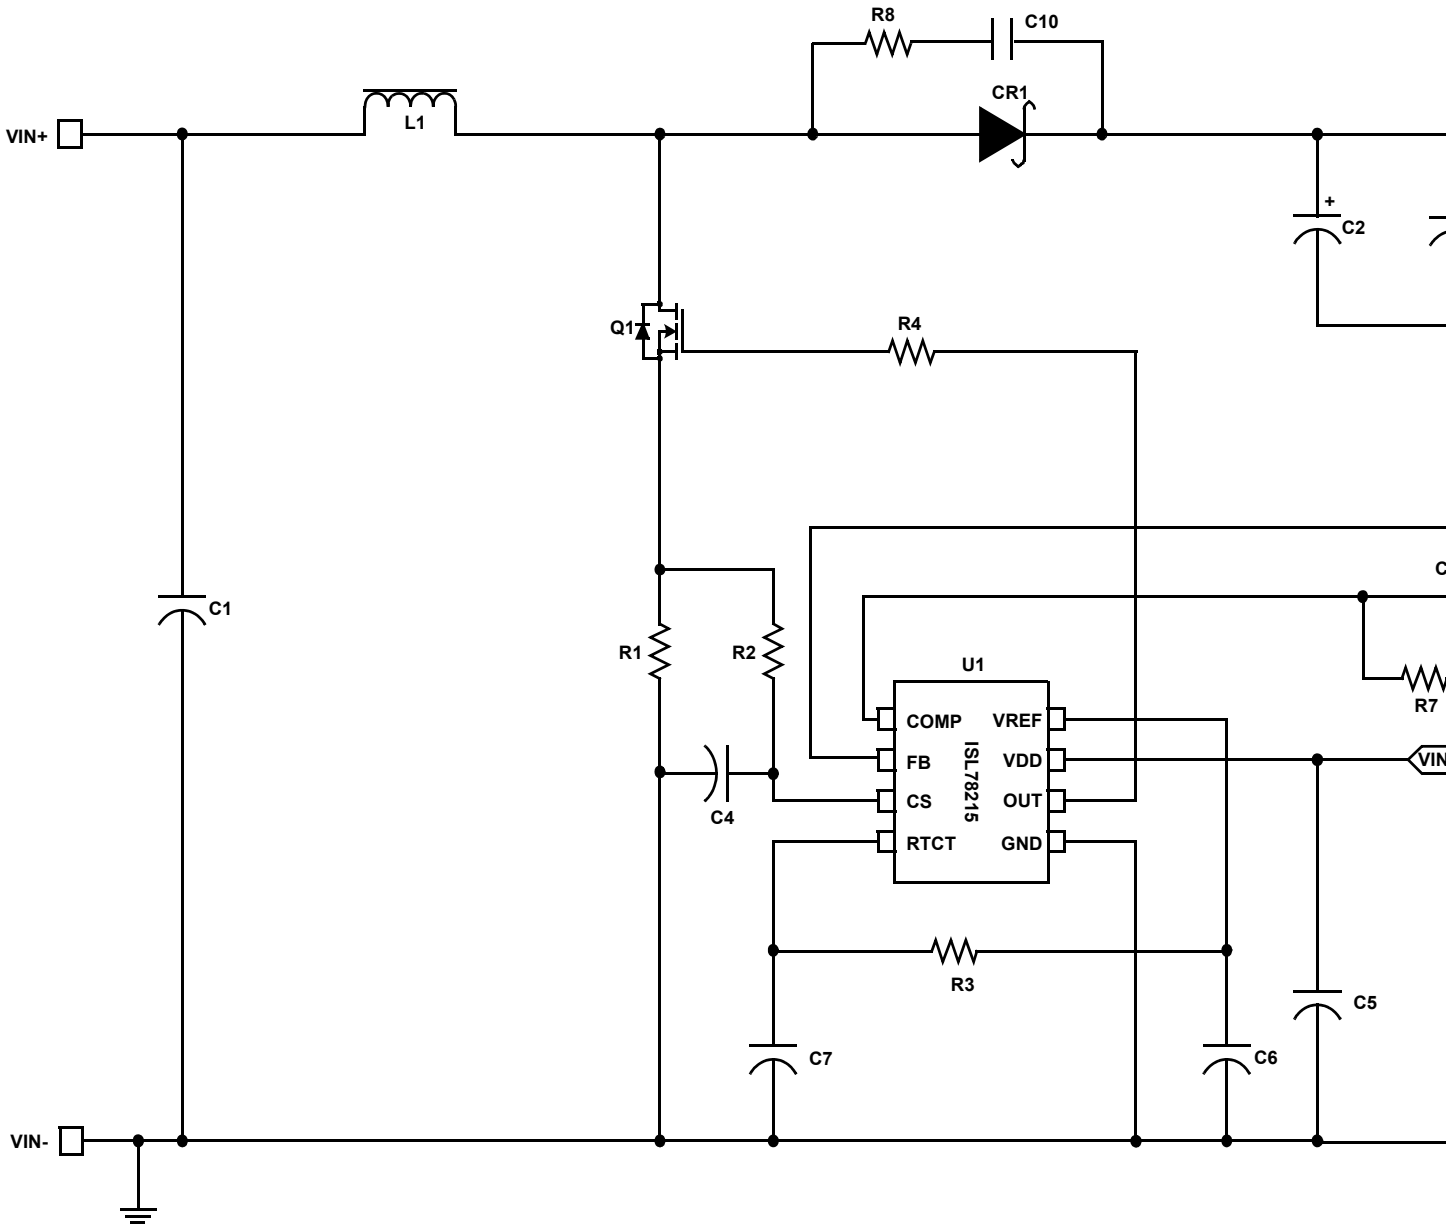 R8
C10
CR1
VIN+
L1
+
C2
Q1
R4
C
C1
R1
R2
U1
R7
COMP
VREF
FB
VDD
VIN
CS
OUT
ISL78215
C4
RTCT
GND
R3
C5
C7
C6
VIN-